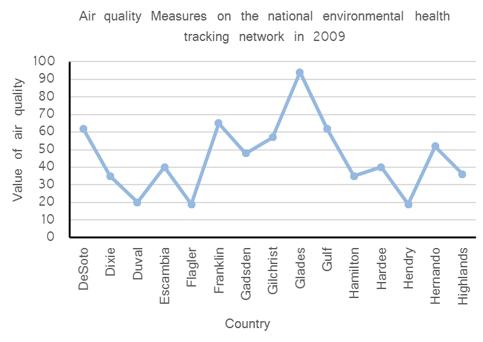 Air quality Measures on the national environmental health
tracking network in 2009
Value of air quality
100
90
80
70
60
50
40
30
20
10
0
DeSoto
Dixie
Duval
Escambia
Flagler
Franklin
Gadsden
Gilchrist
Glades
Gulf
Hamilton
Hardee
Hendry
Hernando
Highlands
Country